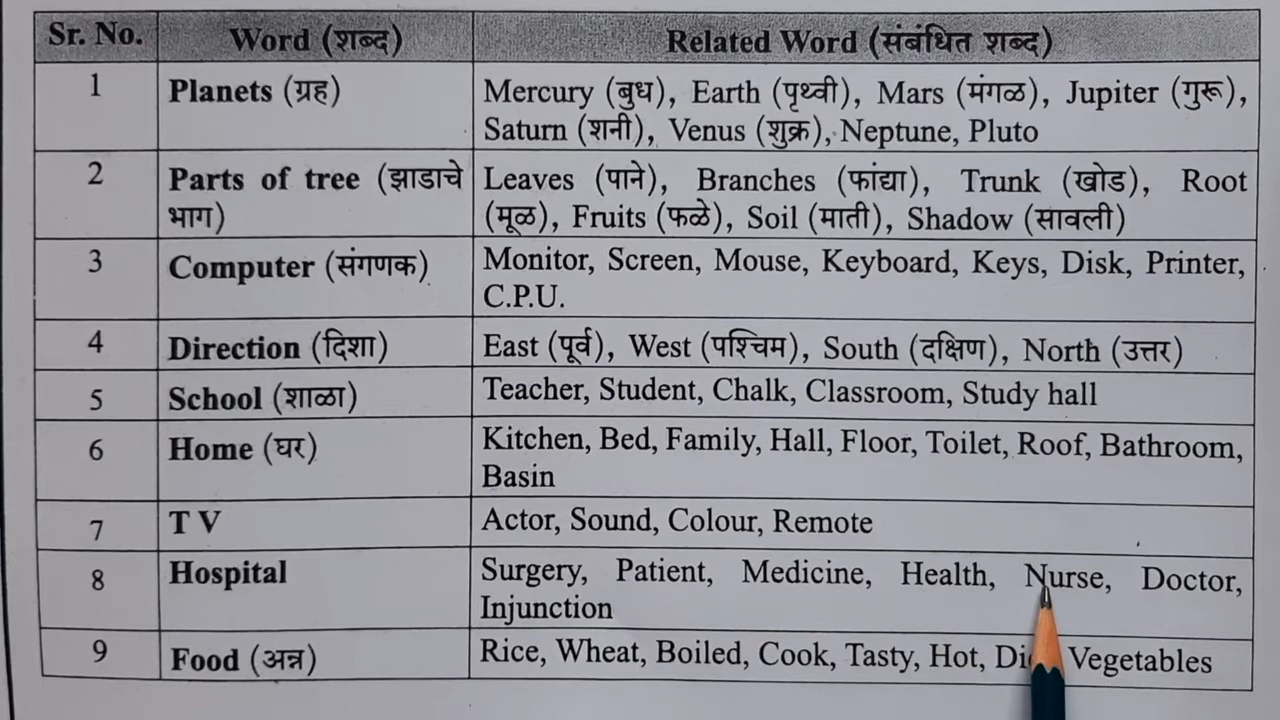 Sr. No. Word (शब्द) Related Word (संबंधित शब्द)
1 Planets (ग्रह) Mercury (बुध), Earth (पृथ्वी), Mars (मंगळ), Jupiter (गुरू),
Saturn (शनी), Venus (शुक्र), Neptune, Pluto
2 Parts of tree (झाडाचे Leaves (पाने), Branches (फांद्या), Trunk (खोड), Root
भाग) (मूळ), Fruits (फळे), Soil (माती), Shadow (सावली)
3 Computer (संगणक) Monitor, Screen, Mouse, Keyboard, Keys, Disk, Printer,
C.P.U.
4 Direction (दिशा) East (पूर्व), West (पश्चिम), South (दक्षिण), North (उत्तर)
5 School (शाळा) Teacher, Student, Chalk, Classroom, Study hall
6 Home (घर) Kitchen, Bed, Family, Hall, Floor, Toilet, Roof, Bathroom,
Basin
7 T V Actor, Sound, Colour, Remote
8 Hospital Surgery, Patient, Medicine, Health, Nurse, Doctor,
Injunction
9 Food (अन्न) Rice, Wheat, Boiled, Cook, Tasty, Hot, Vegetables